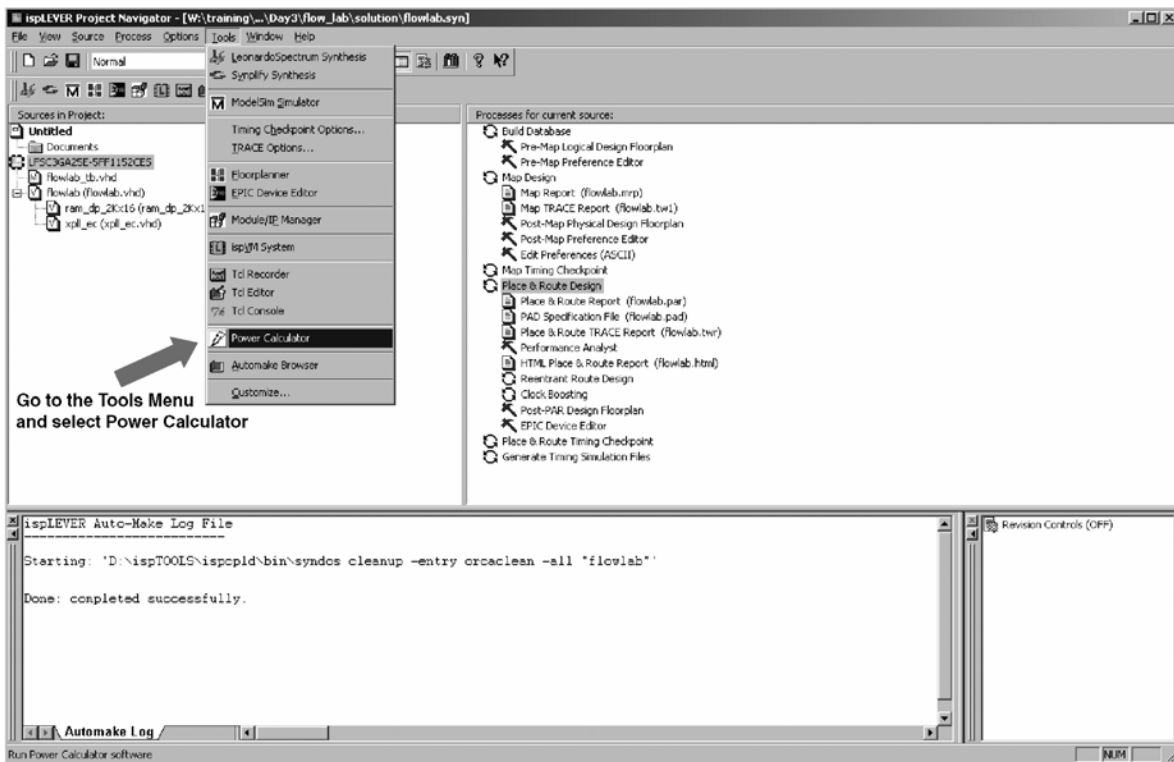 ispLEVER Project Navigator - [W:\training\...\Day3\flow_lab\solution\flowlab.syn]
File View Source Process Options Tools Window Help
Normal
LeonardoSpectrum Synthesis
Synplify Synthesis
ModelSim Simulator
Timing Checkpoint Options...
TRACE Options...
Floorplanner
EPIC Device Editor
Module/IP Manager
ispVM System
Tcl Recorder
Tcl Editor
Tcl Console
Power Calculator
Automake Browser
Customize...
Sources in Project:
Untitled
Documents
LFSC3GA25E-5FF1152CES
flowlab_tb.vhd
flowlab (flowlab.vhd)
ram_dp_2Kx16 (ram_dp_2Kx1
xpll_ec (xpll_ec.vhd)
Go to the Tools Menu
and select Power Calculator
Processes for current source:
Build Database
Pre-Map Logical Design Floorplan
Pre-Map Preference Editor
Map Design
Map Report (flowlab.mrp)
Map TRACE Report (flowlab.tw1)
Post-Map Physical Design Floorplan
Post-Map Preference Editor
Edit Preferences (ASCII)
Map Timing Checkpoint
Place & Route Design
Place & Route Report (flowlab.par)
PAD Specification File (flowlab.pad)
Place & Route TRACE Report (flowlab.twr)
Performance Analyst
HTML Place & Route Report (flowlab.html)
Reentrant Route Design
Clock Boosting
Post-PAR Design Floorplan
EPIC Device Editor
Place & Route Timing Checkpoint
Generate Timing Simulation Files
ispLEVER Auto-Make Log File
---------------------------
Starting: 'D:\ispTOOLS\ispcpld\bin\syndos cleanup -entry orcaclean -all "flowlab"'
Done: completed successfully.
Automake Log
Revision Controls (OFF)
Run Power Calculator software
NUM